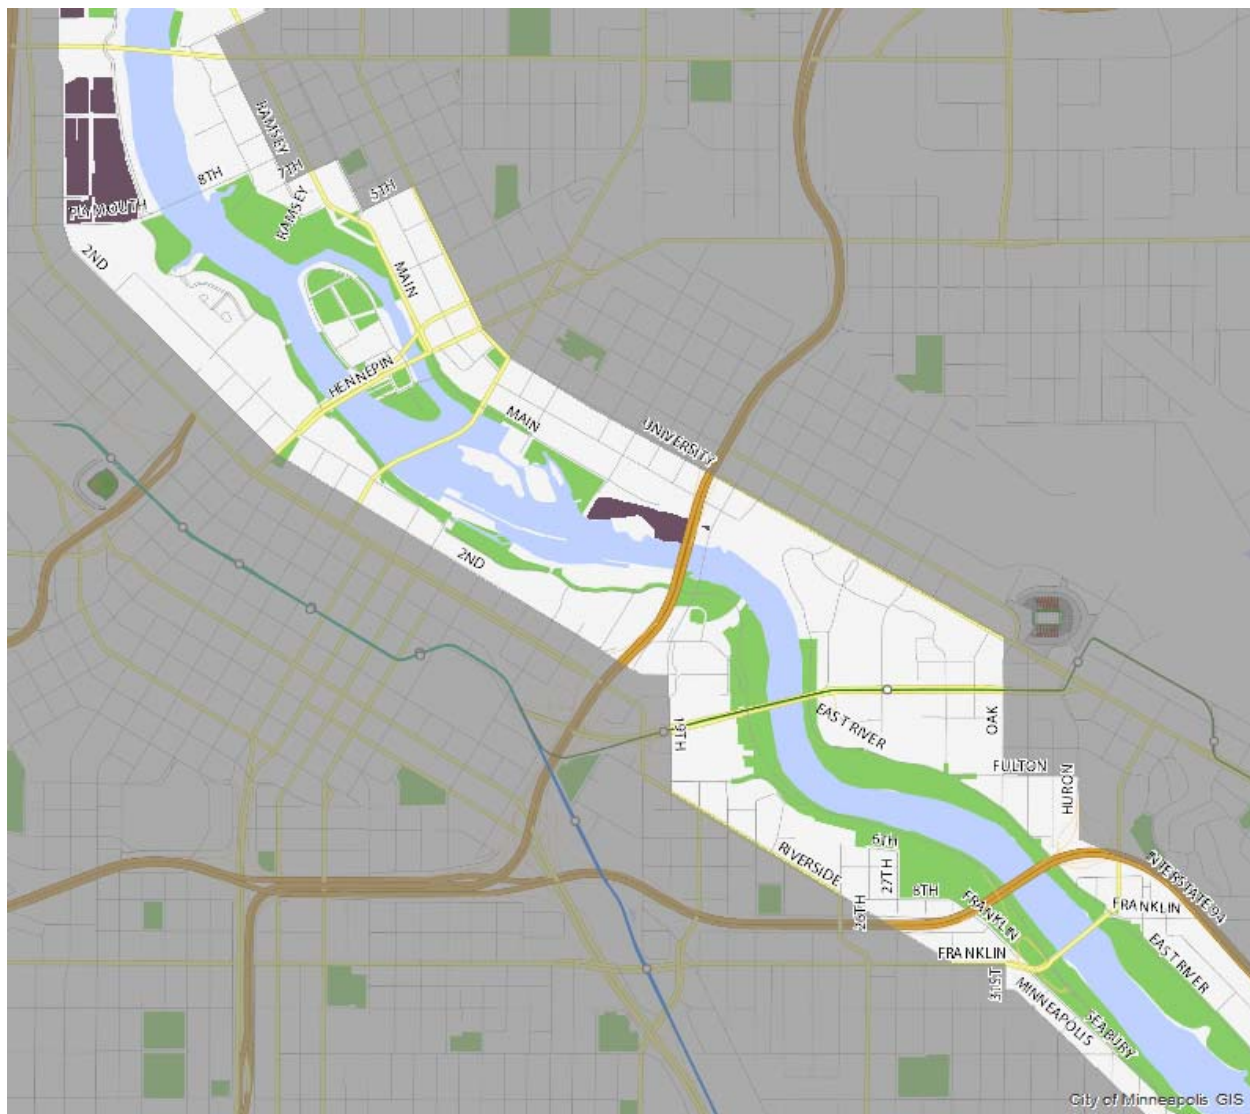 RAMSEY
7TH
8TH
5TH
PLYMOUTH
RAMSEY
2ND
MAIN
HENNEPIN
MAIN
UNIVERSITY
2ND
19TH
EAST RIVER
OAK
FULTON
HURON
6TH
RIVERSIDE
27TH
8TH
INTERSTATE 94
26TH
FRANKLIN
FRANKLIN
FRANKLIN
EAST RIVER
31ST
MINNEAPOLIS
SEABURY
City of Minneapolis GIS